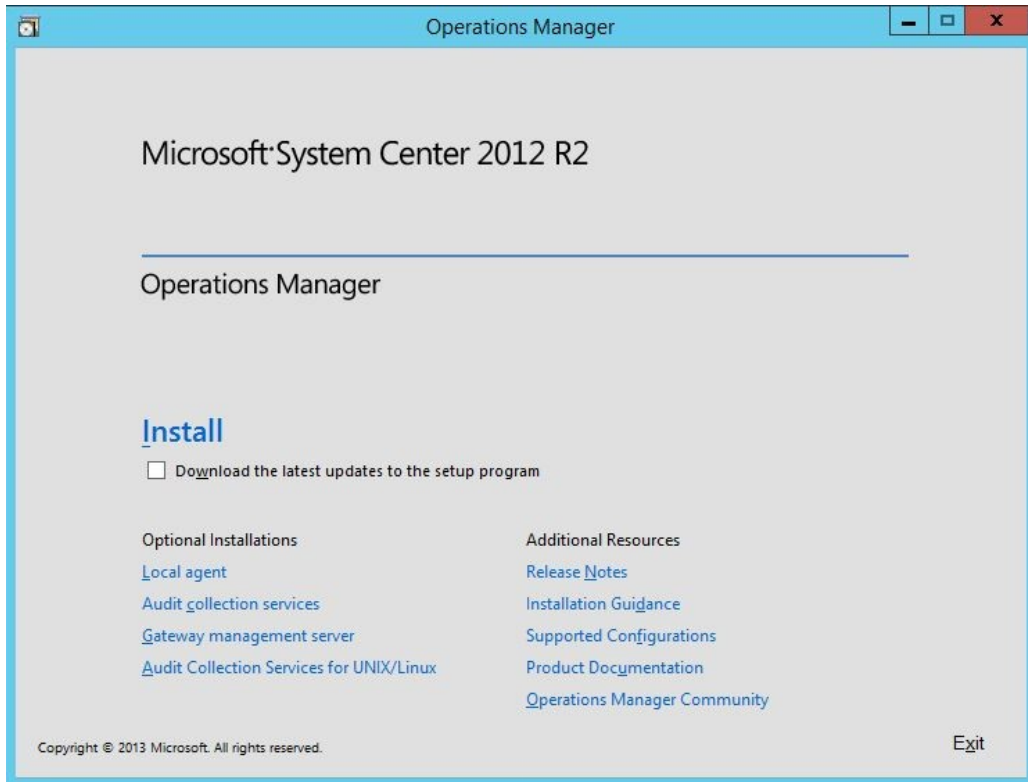 Operations Manager
Microsoft System Center 2012 R2
Operations Manager
Install
Download the latest updates to the setup program
Optional Installations
Local agent
Audit collection services
Gateway management server
Audit Collection Services for UNIX/Linux
Additional Resources
Release Notes
Installation Guidance
Supported Configurations
Product Documentation
Operations Manager Community
Copyright © 2013 Microsoft. All rights reserved.
Exit